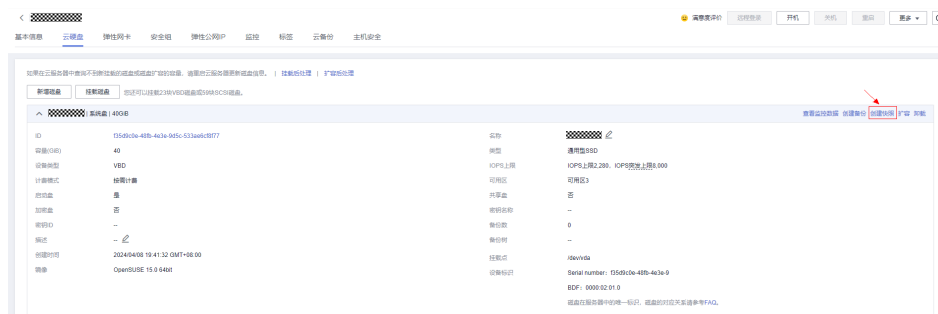 满意度评价 远程登录 开机 关机 重启 更多
基本信息 云硬盘 弹性网卡 安全组 弹性公网IP 监控 标签 云备份 主机安全
如果在云服务器中查询不到新挂载的磁盘或磁盘扩容的容量，请重启云服务器更新磁盘信息。 | 挂载后处理 | 扩容后处理
新增磁盘 挂载磁盘 您还可以挂载23块VBD磁盘或59块SCSI磁盘。
| 系统盘 | 40GiB 查看监控数据 创建备份 创建快照 扩容 卸载
ID f35d9c0e-48fb-4e3e-9d5c-533ee6cf8f77 名称
容量(GiB) 40 类型 通用型SSD
设备类型 VBD IOPS上限 IOPS上限2,280，IOPS突发上限8,000
计费模式 按需计费 可用区 可用区3
启动盘 是 共享盘 否
加密盘 否 密钥名称 --
密钥ID -- 备份数 0
描述 -- 备份树 --
创建时间 2024/04/08 19:41:32 GMT+08:00 挂载点 /dev/vda
镜像 OpenSUSE 15.0 64bit 设备标识 Serial number：f35d9c0e-48fb-4e3e-9
BDF：0000:02:01.0
磁盘在服务器中的唯一标识，磁盘的对应关系请参考FAQ。